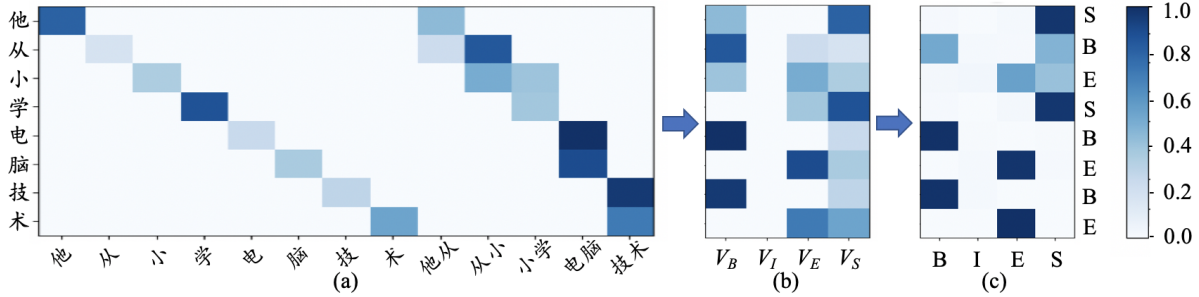 他
从
小
学
电
脑
技
术
他 从 小 学 电 脑 技 术 他从 从小 小学 电脑 技术
(a)
V_B V_I V_E V_S
(b)
S
B
E
S
B
E
B
E
B I E S
(c)
1.0
0.8
0.6
0.4
0.2
0.0